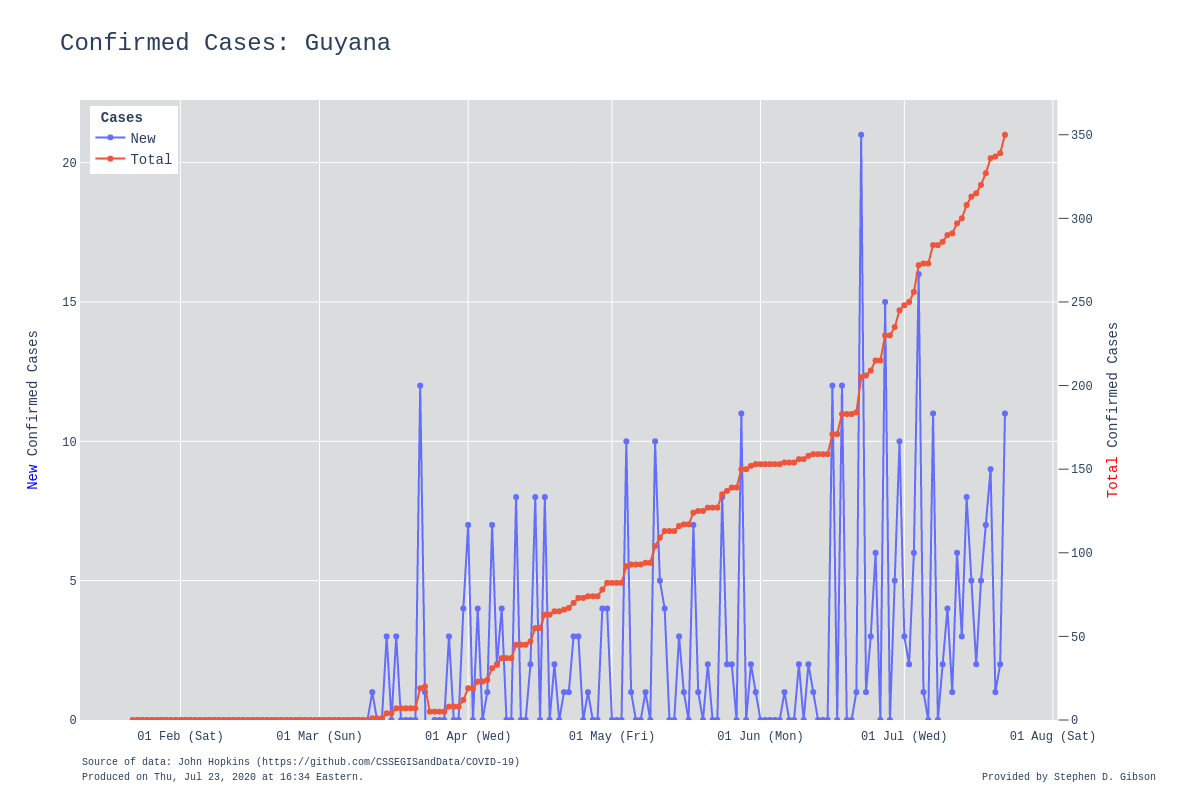 Confirmed Cases: Guyana
Cases
New
Total
20
15
10
5
0
350
300
250
200
150
100
50
0
New Confirmed Cases
Total Confirmed Cases
01 Feb (Sat)
01 Mar (Sun)
01 Apr (Wed)
01 May (Fri)
01 Jun (Mon)
01 Jul (Wed)
01 Aug (Sat)
Source of data: John Hopkins (https://github.com/CSSEGISandData/COVID-19)
Produced on Thu, Jul 23, 2020 at 16:34 Eastern.
Provided by Stephen D. Gibson